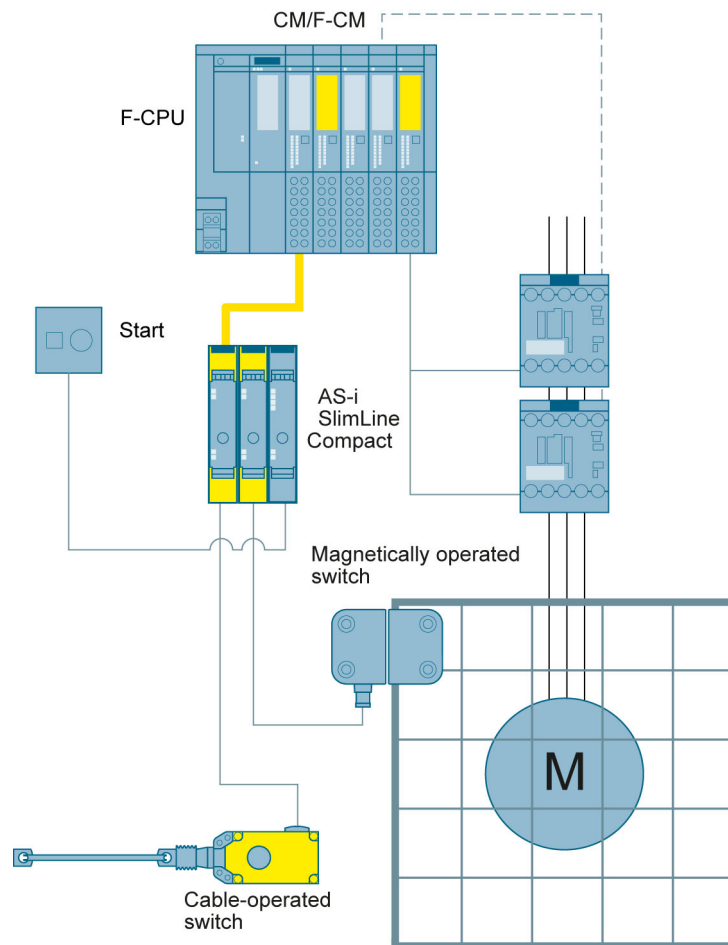 CM/F-CM
F-CPU
Start
AS-i
SlimLine
Compact
Magnetically operated
switch
M
Cable-operated
switch